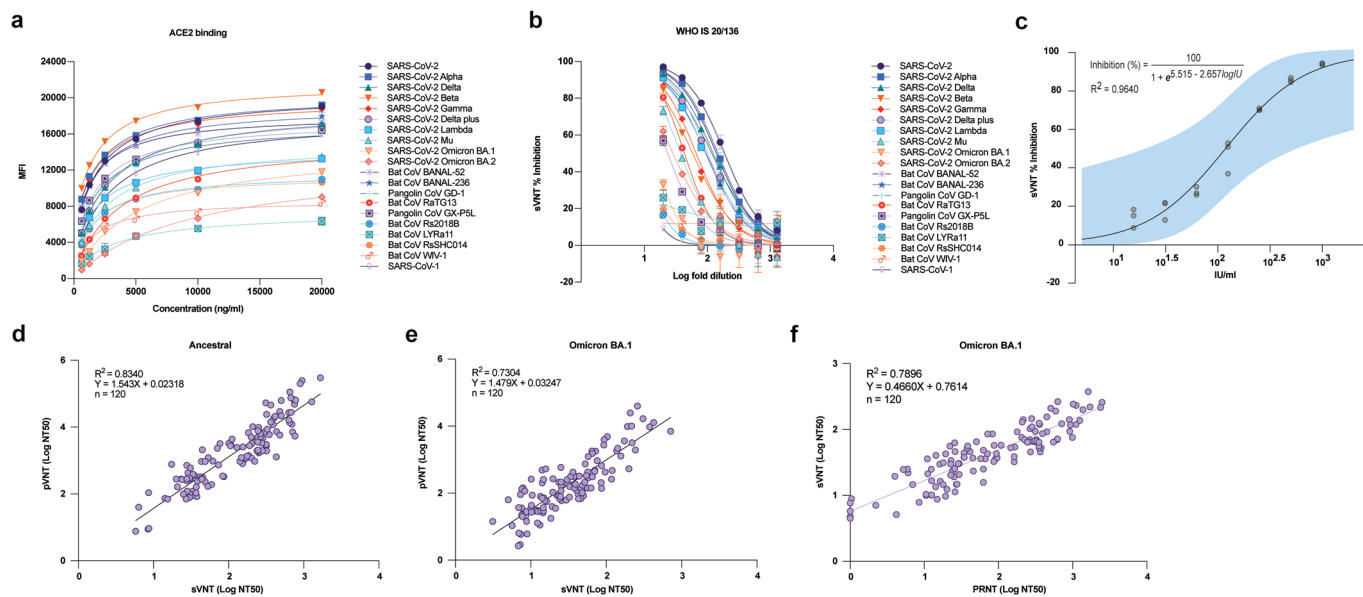 a
ACE2 binding
24000
20000
16000
12000
8000
4000
0
MFI
0
5000
10000
15000
20000
Concentration (ng/ml)
SARS-CoV-2
SARS-CoV-2 Alpha
SARS-CoV-2 Delta
SARS-CoV-2 Beta
SARS-CoV-2 Gamma
SARS-CoV-2 Delta plus
SARS-CoV-2 Lambda
SARS-CoV-2 Mu
SARS-CoV-2 Omicron BA.1
SARS-CoV-2 Omicron BA.2
Bat CoV BANAL-52
Bat CoV BANAL-236
Pangolin CoV GD-1
Bat CoV RaTG13
Pangolin CoV GX-P5L
Bat CoV Rs2018B
Bat CoV LYRa11
Bat CoV RsSHC014
Bat CoV WIV-1
SARS-CoV-1
b
WHO IS 20/136
100
80
60
40
20
0
-20
sVNT % Inhibition
1
2
3
4
Log fold dilution
SARS-CoV-2
SARS-CoV-2 Alpha
SARS-CoV-2 Delta
SARS-CoV-2 Beta
SARS-CoV-2 Gamma
SARS-CoV-2 Delta plus
SARS-CoV-2 Lambda
SARS-CoV-2 Mu
SARS-CoV-2 Omicron BA.1
SARS-CoV-2 Omicron BA.2
Bat CoV BANAL-52
Bat CoV BANAL-236
Pangolin CoV GD-1
Bat CoV RaTG13
Pangolin CoV GX-P5L
Bat CoV Rs2018B
Bat CoV LYRa11
Bat CoV RsSHC014
Bat CoV WIV-1
SARS-CoV-1
c
Inhibition (%) = 100 / 1 + e^5.515 - 2.657logIU
R² = 0.9640
100
80
60
40
20
0
-20
sVNT % Inhibition
10^1
10^1.5
10^2
10^2.5
10^3
IU/ml
d
Ancestral
R² = 0.8340
Y = 1.543X + 0.02318
n = 120
6
4
2
0
pVNT (Log NT50)
0
1
2
3
4
sVNT (Log NT50)
e
Omicron BA.1
R² = 0.7304
Y = 1.479X + 0.03247
n = 120
6
4
2
0
pVNT (Log NT50)
0
1
2
3
4
sVNT (Log NT50)
f
Omicron BA.1
R² = 0.7896
Y = 0.4660X + 0.7614
n = 120
3
2
1
0
sVNT (Log NT50)
0
1
2
3
4
PRNT (Log NT50)